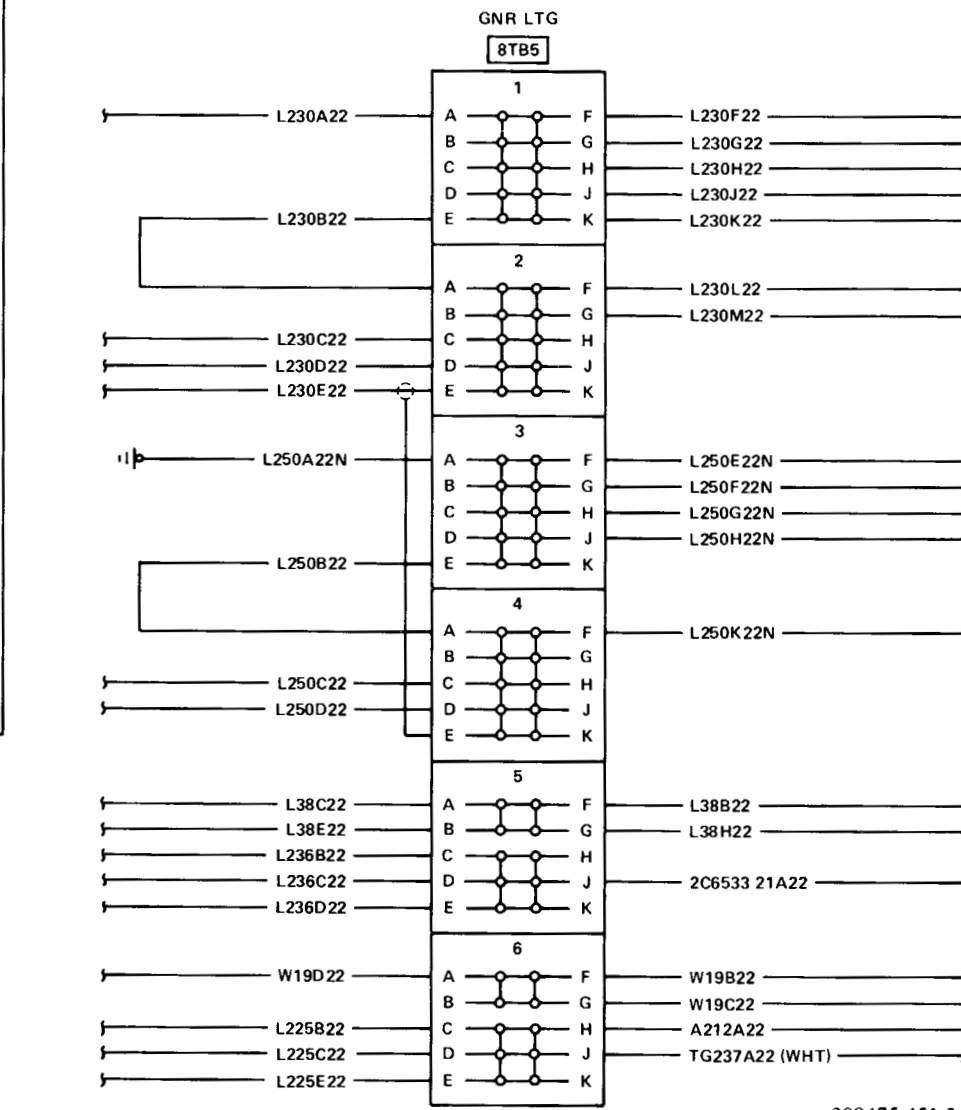 GNR LTG
8TB5
1
L230A22 A F L230F22
B G L230G22
C H L230H22
D J L230J22
L230B22 E K L230K22
2
A F L230L22
B G L230M22
L230C22 C H
L230D22 D J
L230E22 E K
3
L250A22N A F L250E22N
B G L250F22N
C H L250G22N
D J L250H22N
L250B22 E K
4
A F L250K22N
B G
L250C22 C H
L250D22 D J
E K
5
L38C22 A F L38B22
L38E22 B G L38H22
L236B22 C H
L236C22 D J 2C6533 21A22
L236D22 E K
6
W19D22 A F W19B22
B G W19C22
L225B22 C H A212A22
L225C22 D J TG237A22 (WHT)
L225E22 E K